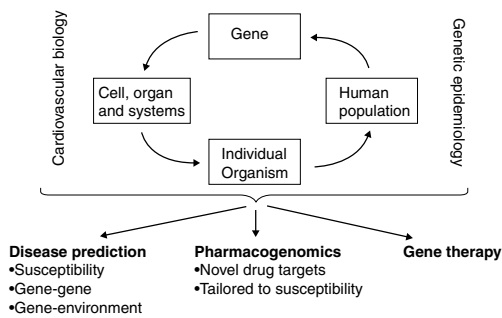 Cardiovascular biology
Gene
Cell, organ
and systems
Human
population
Individual
Organism
Genetic epidemiology
Disease prediction
•Susceptibility
•Gene-gene
•Gene-environment
Pharmacogenomics
•Novel drug targets
•Tailored to susceptibility
Gene therapy